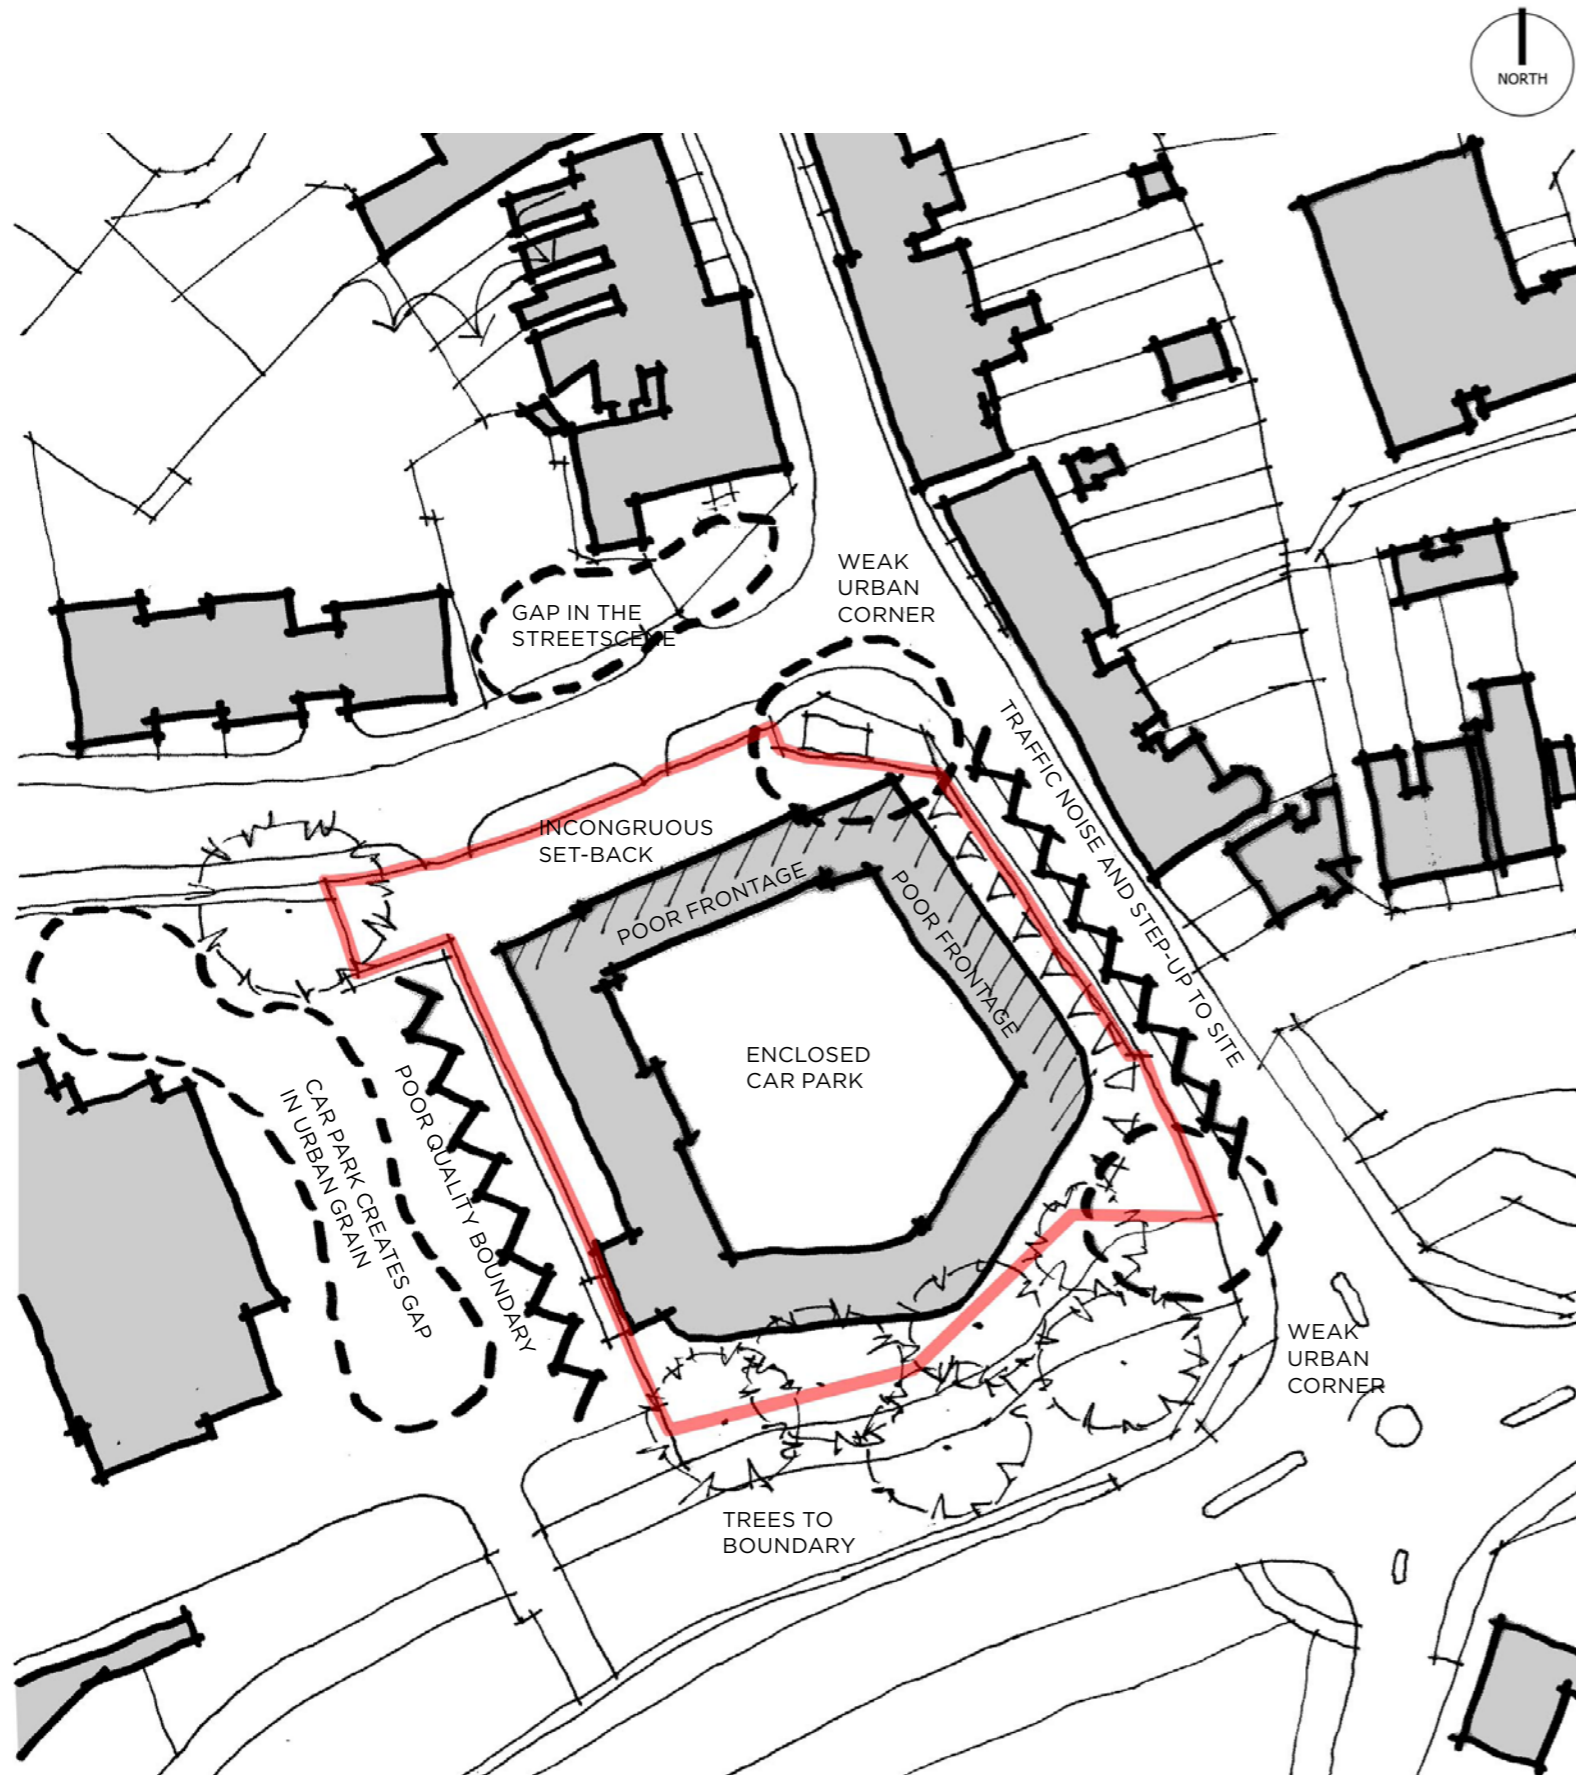 NORTH
WEAK
URBAN
CORNER
GAP IN THE
STREETSCENE
TRAFFIC NOISE AND STEP-UP TO SITE
INCONGRUOUS
SET-BACK
POOR FRONTAGE
POOR FRONTAGE
ENCLOSED
CAR PARK
CAR PARK CREATES GAP
IN URBAN GRAIN
POOR QUALITY BOUNDARY
WEAK
URBAN
CORNER
TREES TO
BOUNDARY